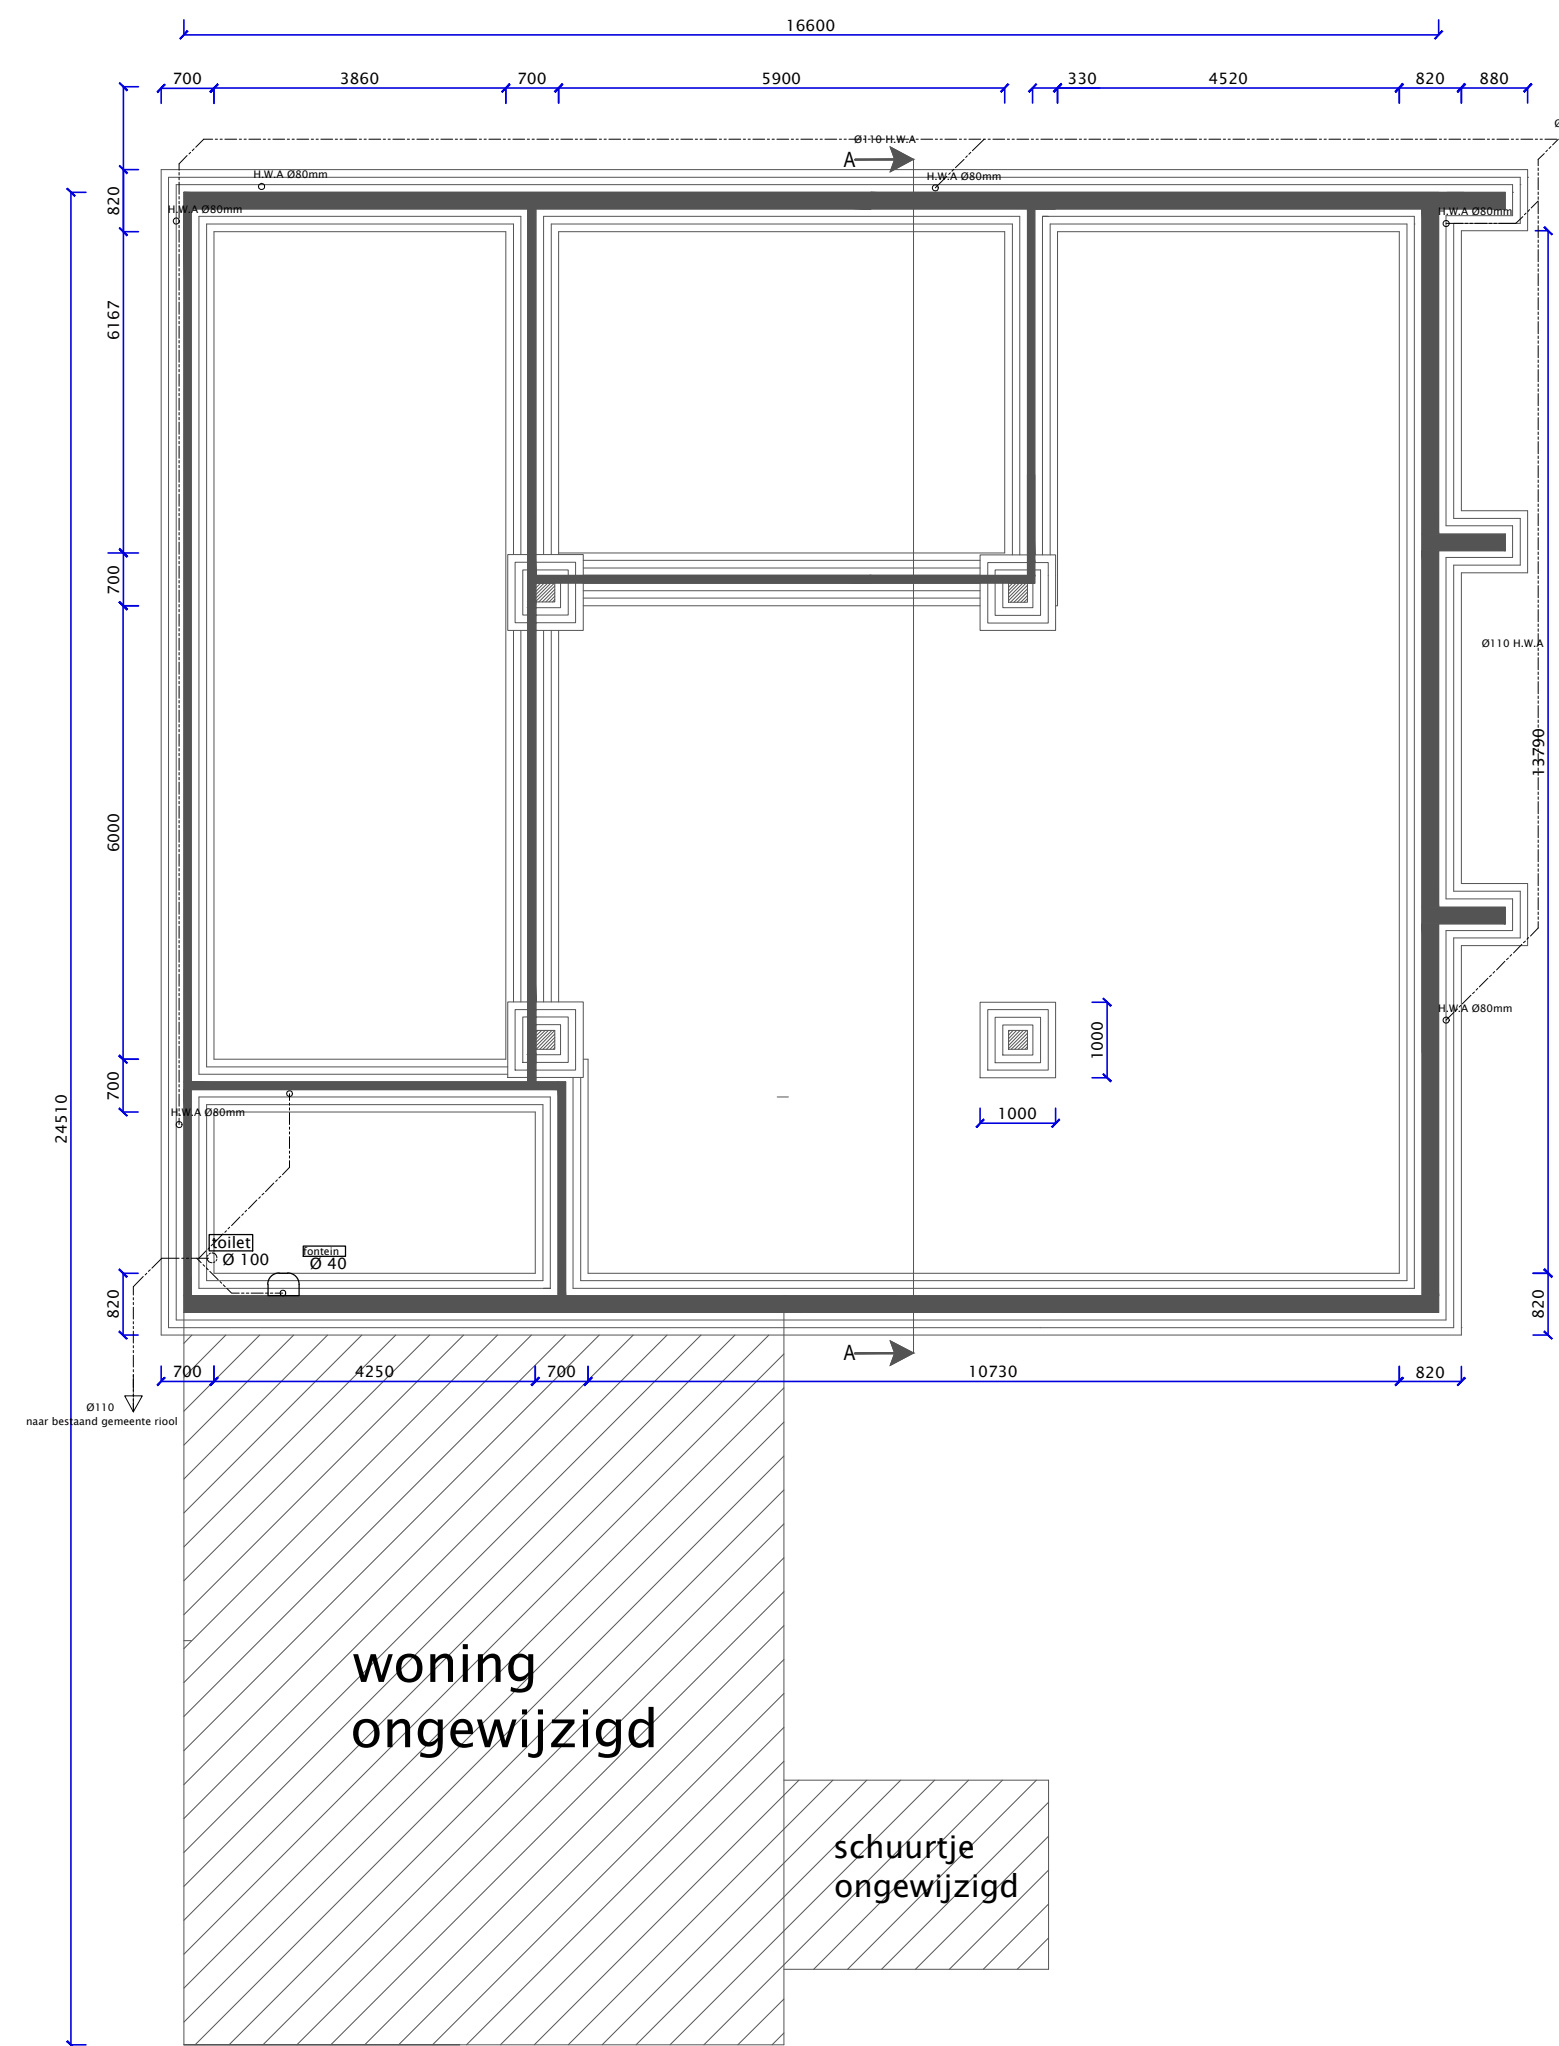 16600
700 3860 700 5900 330 4520 820 880
Ø110 H.W.A
A
H.W.A Ø80mm
H.W.A Ø80mm
H.W.A Ø80mm
H.W.A Ø80mm
820
6167
700
Ø110 H.W.A
13790
6000
H.W.A Ø80mm
1000
700
1000
H.W.A Ø80mm
24510
toilet
Ø 100
fontein
Ø 40
820
820
A
700 4250 700 10730 820
Ø110
naar bestaand gemeente riool
woning
ongewijzigd
schuurtje
ongewijzigd